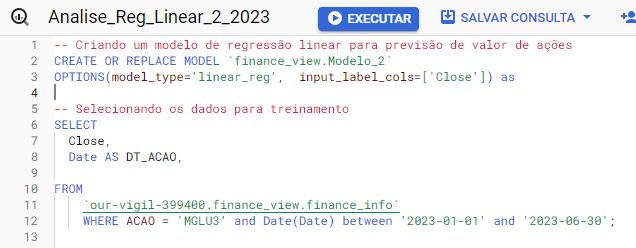 Analise_Reg_Linear_2_2023
EXECUTAR
SALVAR CONSULTA
1 -- Criando um modelo de regressão linear para previsão de valor de ações
2 CREATE OR REPLACE MODEL `finance_view.Modelo_2`
3 OPTIONS(model_type='linear_reg', input_label_cols=['Close']) as
4
5 -- Selecionando os dados para treinamento
6 SELECT
7 Close,
8 Date AS DT_ACAO,
9
10 FROM
11 `our-vigil-399400.finance_view.finance_info`
12 WHERE ACAO = 'MGLU3' and Date(Date) between '2023-01-01' and '2023-06-30';
13